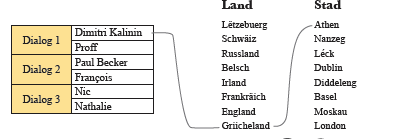 Land Stad
Dialog 1
Dimitri Kalinin
Proff
Dialog 2
Paul Becker
François
Dialog 3
Nic
Nathalie
Lëtzebuerg
Schwäiz
Russland
Belsch
Irland
Frankräich
England
Griicheland
Athen
Nanzeg
Léck
Dublin
Diddeleng
Basel
Moskau
London